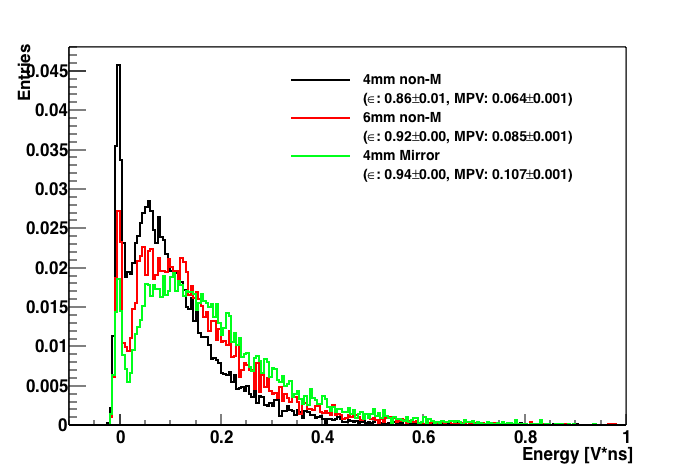 Entries
0.045
0.04
0.035
0.03
0.025
0.02
0.015
0.01
0.005
0
4mm non-M
(ϵ: 0.86±0.01, MPV: 0.064±0.001)
6mm non-M
(ϵ: 0.92±0.00, MPV: 0.085±0.001)
4mm Mirror
(ϵ: 0.94±0.00, MPV: 0.107±0.001)
0 0.2 0.4 0.6 0.8 1
Energy [V*ns]